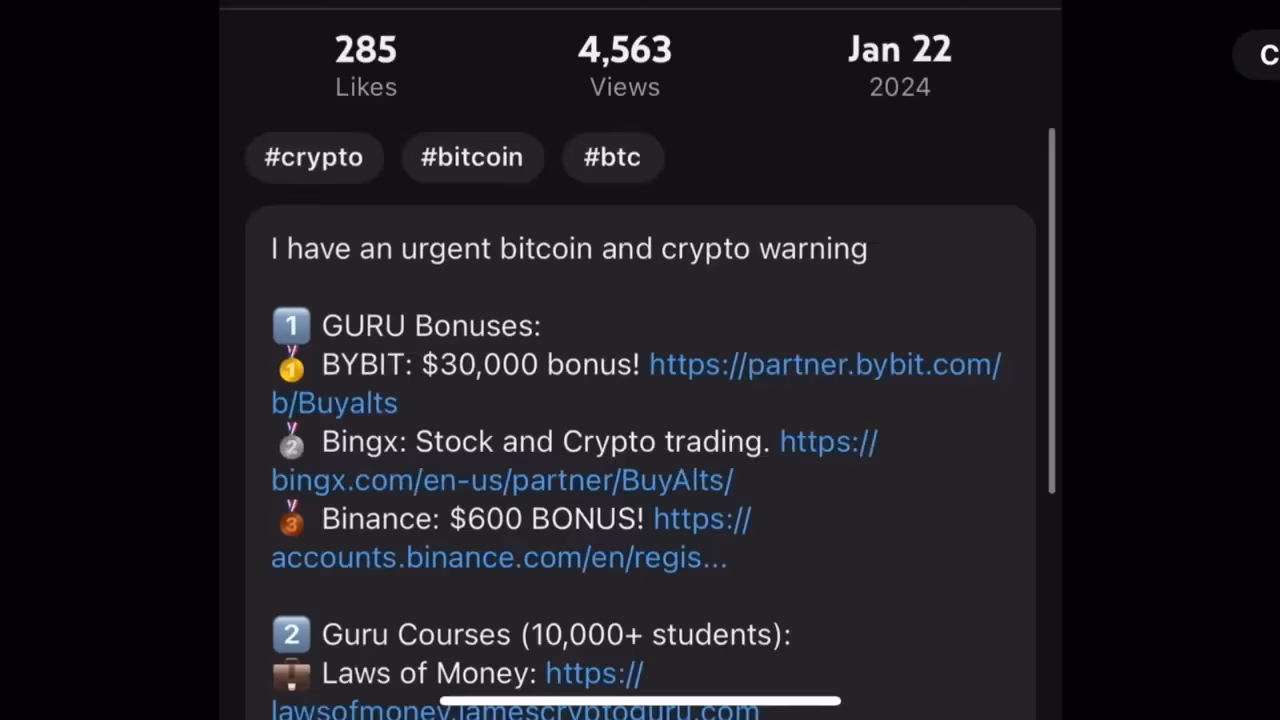 285 4,563 Jan 22
Likes Views 2024
C
#crypto #bitcoin #btc
I have an urgent bitcoin and crypto warning
1 GURU Bonuses:
1 BYBIT: $30,000 bonus! https://partner.bybit.com/
b/Buyalts
2 Bingx: Stock and Crypto trading. https://
bingx.com/en-us/partner/BuyAlts/
3 Binance: $600 BONUS! https://
accounts.binance.com/en/regis...
2 Guru Courses (10,000+ students):
Laws of Money: https://
lawsofmoney.jamescryptoguru.com